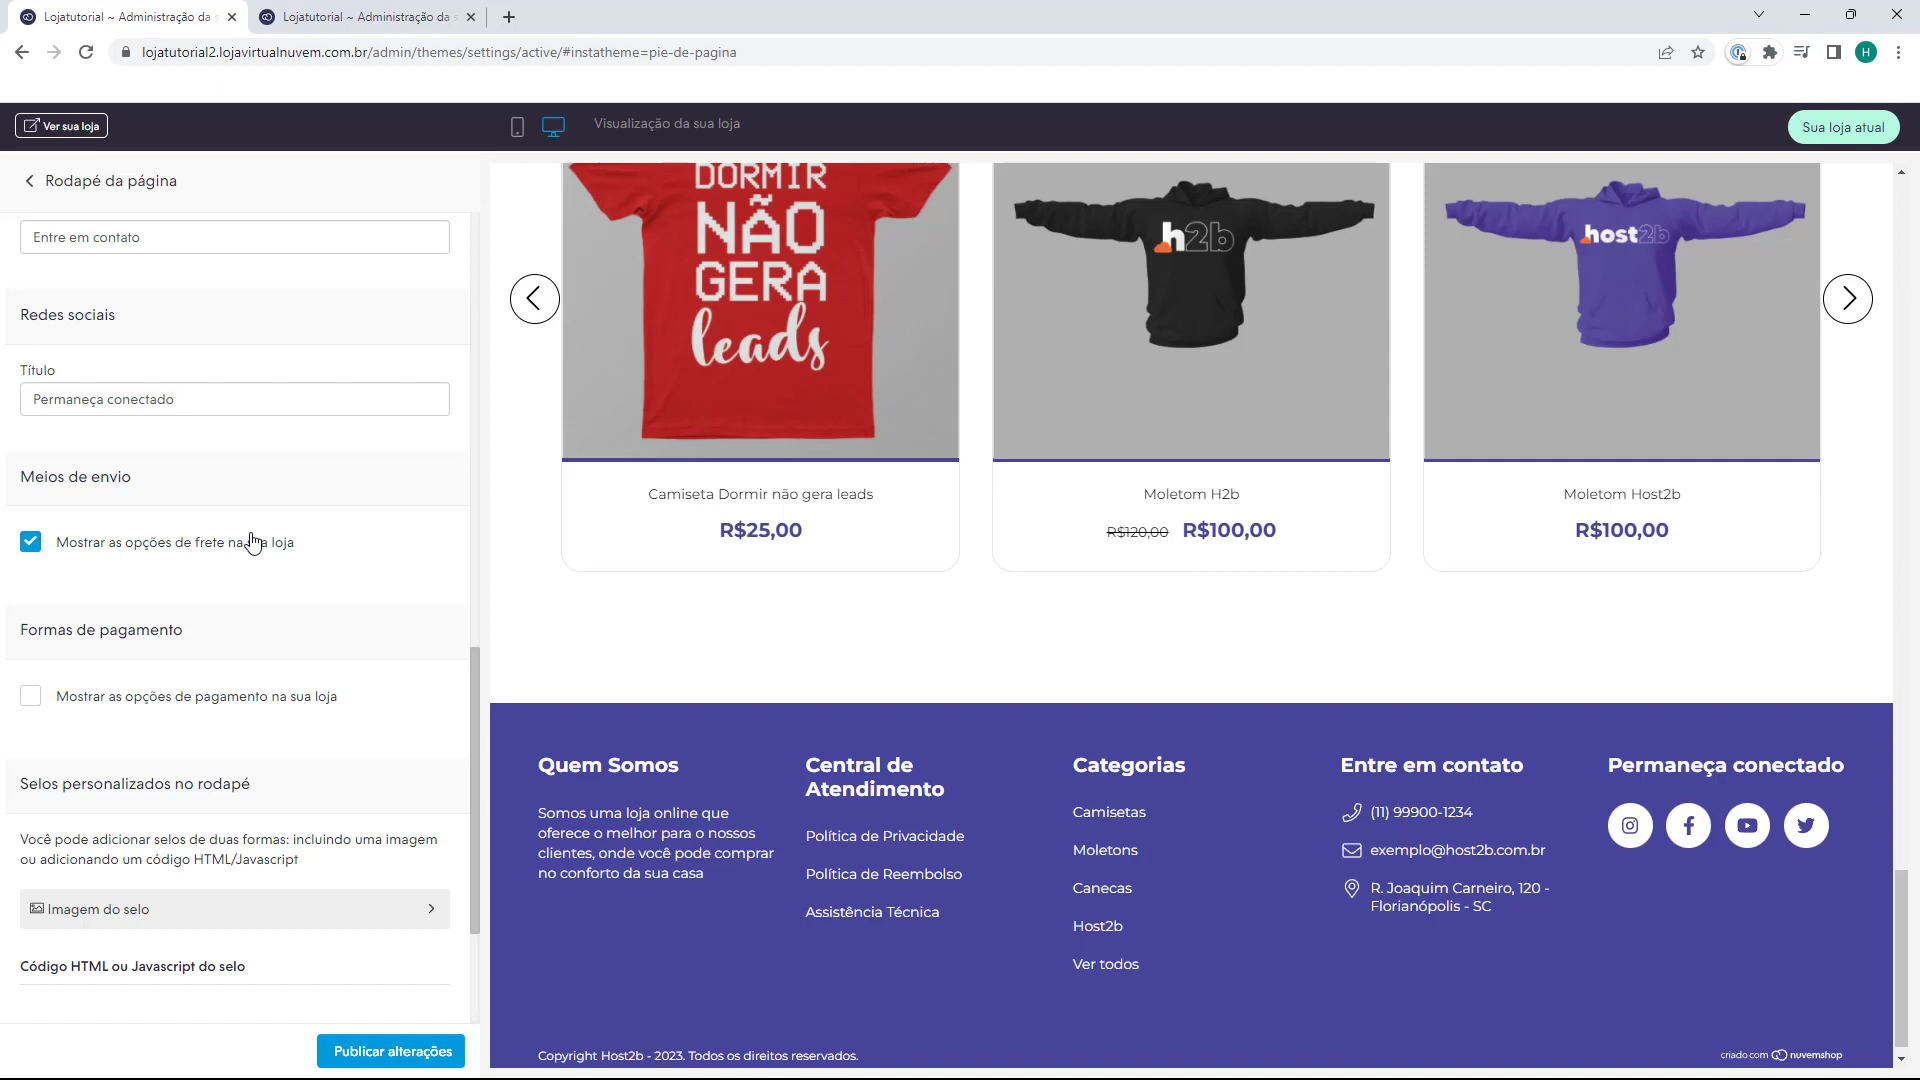 Lojatutorial ~ Administração da s
Lojatutorial ~ Administração da s
lojatutorial2.lojavirtualnuvem.com.br/admin/themes/settings/active/#instatheme=pie-de-pagina
H
Ver sua loja
Visualização da sua loja
Sua loja atual
Rodapé da página
Entre em contato
Redes sociais
Título
Permaneça conectado
Meios de envio
Mostrar as opções de frete na loja
Formas de pagamento
Mostrar as opções de pagamento na sua loja
Selos personalizados no rodapé
Você pode adicionar selos de duas formas: incluindo uma imagem
ou adicionando um código HTML/Javascript
Imagem do selo
Código HTML ou Javascript do selo
Publicar alterações
DORMIR
NÃO
GERA
leads
h2b
host2b
Camiseta Dormir não gera leads
R$25,00
Moletom H2b
R$120,00 R$100,00
Moletom Host2b
R$100,00
Quem Somos
Somos uma loja online que
oferece o melhor para o nossos
clientes, onde você pode comprar
no conforto da sua casa
Central de
Atendimento
Política de Privacidade
Política de Reembolso
Assistência Técnica
Categorias
Camisetas
Moletons
Canecas
Host2b
Ver todos
Entre em contato
(11) 99900-1234
exemplo@host2b.com.br
R. Joaquim Carneiro, 120 -
Florianópolis - SC
Permaneça conectado
Copyright Host2b - 2023. Todos os direitos reservados.
criado com nuvemshop